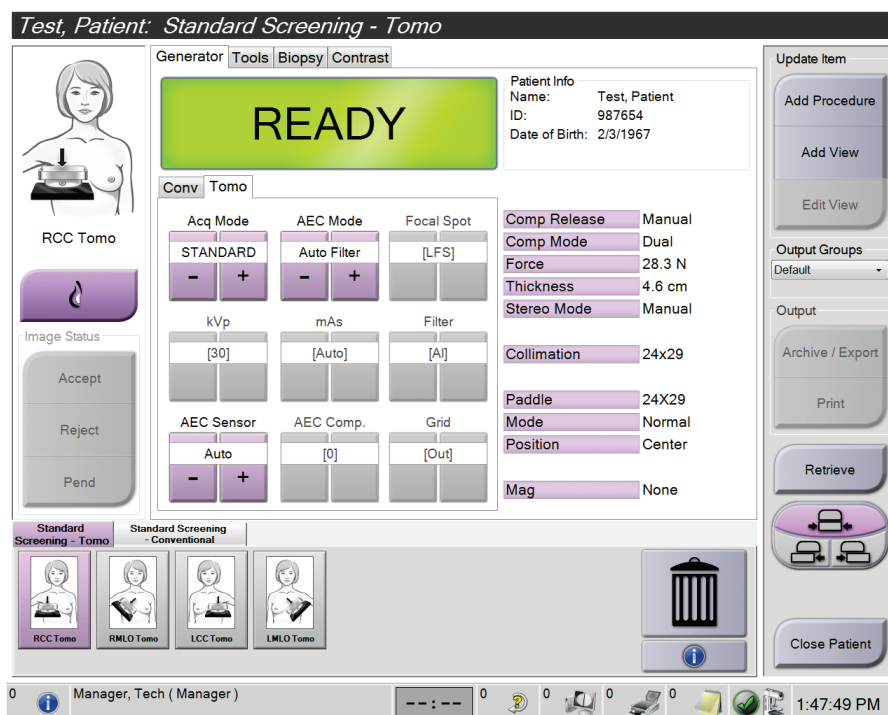 Test, Patient: Standard Screening - Tomo
Generator Tools Biopsy Contrast
READY
Patient Info
Name: Test, Patient
ID: 987654
Date of Birth: 2/3/1967
RCC Tomo
Image Status
Accept
Reject
Pend
Conv Tomo
Acq Mode AEC Mode Focal Spot
STANDARD Auto Filter [LFS]
- + - +
kVp mAs Filter
[30] [Auto] [Al]
AEC Sensor AEC Comp. Grid
Auto [0] [Out]
- +
Comp Release Manual
Comp Mode Dual
Force 28.3 N
Thickness 4.6 cm
Stereo Mode Manual
Collimation 24x29
Paddle 24X29
Mode Normal
Position Center
Mag None
Update Item
Add Procedure
Add View
Edit View
Output Groups
Default
Output
Archive / Export
Print
Retrieve
Close Patient
Standard
Screening - Tomo
Standard Screening
- Conventional
RCC Tomo RMLO Tomo LCC Tomo LMLO Tomo
0 Manager, Tech ( Manager ) --:-- 0 0 0 0 1:47:49 PM